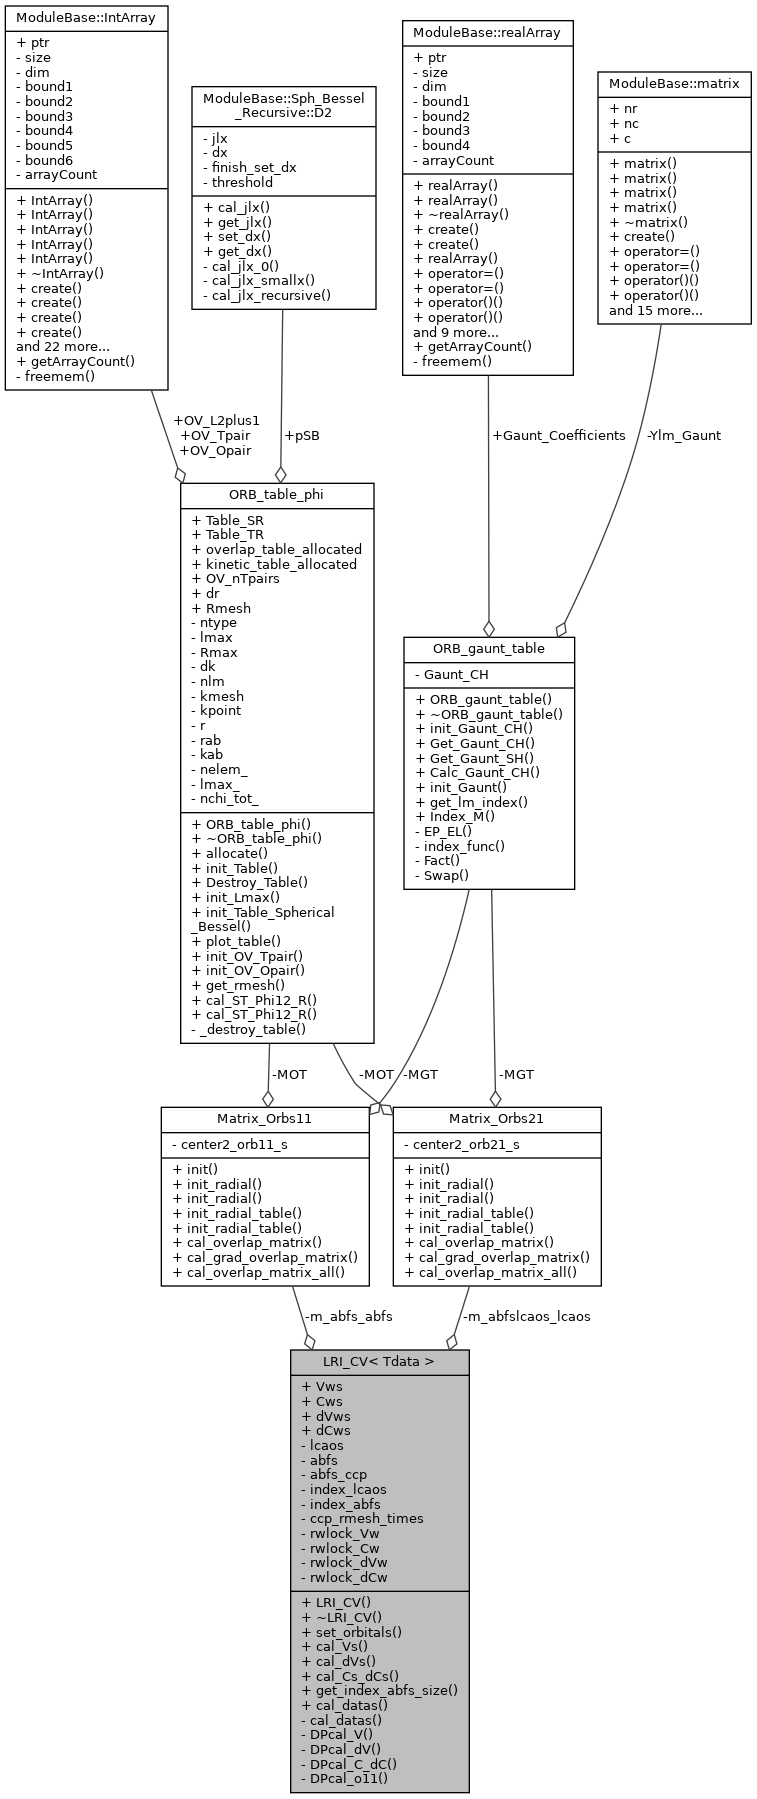 ModuleBase::IntArray
+ ptr
- size
- dim
- bound1
- bound2
- bound3
- bound4
- bound5
- bound6
- arrayCount
+ IntArray()
+ IntArray()
+ IntArray()
+ IntArray()
+ IntArray()
+ ~IntArray()
+ create()
+ create()
+ create()
+ create()
and 22 more...
+ getArrayCount()
- freemem()
ModuleBase::Sph_Bessel
_Recursive::D2
- jlx
- dx
- finish_set_dx
- threshold
+ cal_jlx()
+ get_jlx()
+ set_dx()
+ get_dx()
- cal_jlx_0()
- cal_jlx_smallx()
- cal_jlx_recursive()
ModuleBase::realArray
+ ptr
- size
- dim
- bound1
- bound2
- bound3
- bound4
- arrayCount
+ realArray()
+ realArray()
+ ~realArray()
+ create()
+ create()
+ realArray()
+ operator=()
+ operator=()
+ operator()()
+ operator()()
and 9 more...
+ getArrayCount()
- freemem()
ModuleBase::matrix
+ nr
+ nc
+ c
+ matrix()
+ matrix()
+ matrix()
+ matrix()
+ ~matrix()
+ create()
+ operator=()
+ operator=()
+ operator()()
+ operator()()
and 15 more...
+OV_L2plus1
+OV_Tpair
+OV_Opair
+pSB
+Gaunt_Coefficients
-Ylm_Gaunt
ORB_table_phi
+ Table_SR
+ Table_TR
+ overlap_table_allocated
+ kinetic_table_allocated
+ OV_nTpairs
+ dr
+ Rmesh
- ntype
- lmax
- Rmax
- dk
- nlm
- kmesh
- kpoint
- r
- rab
- kab
- nelem_
- lmax_
- nchi_tot_
+ ORB_table_phi()
+ ~ORB_table_phi()
+ allocate()
+ init_Table()
+ Destroy_Table()
+ init_Lmax()
+ init_Table_Spherical
_Bessel()
+ plot_table()
+ init_OV_Tpair()
+ init_OV_Opair()
+ get_rmesh()
+ cal_ST_Phi12_R()
+ cal_ST_Phi12_R()
- _destroy_table()
ORB_gaunt_table
- Gaunt_CH
+ ORB_gaunt_table()
+ ~ORB_gaunt_table()
+ init_Gaunt_CH()
+ Get_Gaunt_CH()
+ Get_Gaunt_SH()
+ Calc_Gaunt_CH()
+ init_Gaunt()
+ get_lm_index()
+ Index_M()
- EP_EL()
- index_func()
- Fact()
- Swap()
-MOT
-MOT
-MGT
-MGT
Matrix_Orbs11
- center2_orb11_s
+ init()
+ init_radial()
+ init_radial()
+ init_radial_table()
+ init_radial_table()
+ cal_overlap_matrix()
+ cal_grad_overlap_matrix()
+ cal_overlap_matrix_all()
Matrix_Orbs21
- center2_orb21_s
+ init()
+ init_radial()
+ init_radial()
+ init_radial_table()
+ init_radial_table()
+ cal_overlap_matrix()
+ cal_grad_overlap_matrix()
+ cal_overlap_matrix_all()
-m_abfs_abfs
-m_abfslcaos_lcaos
LRI_CV< Tdata >
+ Vws
+ Cws
+ dVws
+ dCws
- lcaos
- abfs
- abfs_ccp
- index_lcaos
- index_abfs
- ccp_rmesh_times
- rwlock_Vw
- rwlock_Cw
- rwlock_dVw
- rwlock_dCw
+ LRI_CV()
+ ~LRI_CV()
+ set_orbitals()
+ cal_Vs()
+ cal_dVs()
+ cal_Cs_dCs()
+ get_index_abfs_size()
+ cal_datas()
- cal_datas()
- DPcal_V()
- DPcal_dV()
- DPcal_C_dC()
- DPcal_o11()